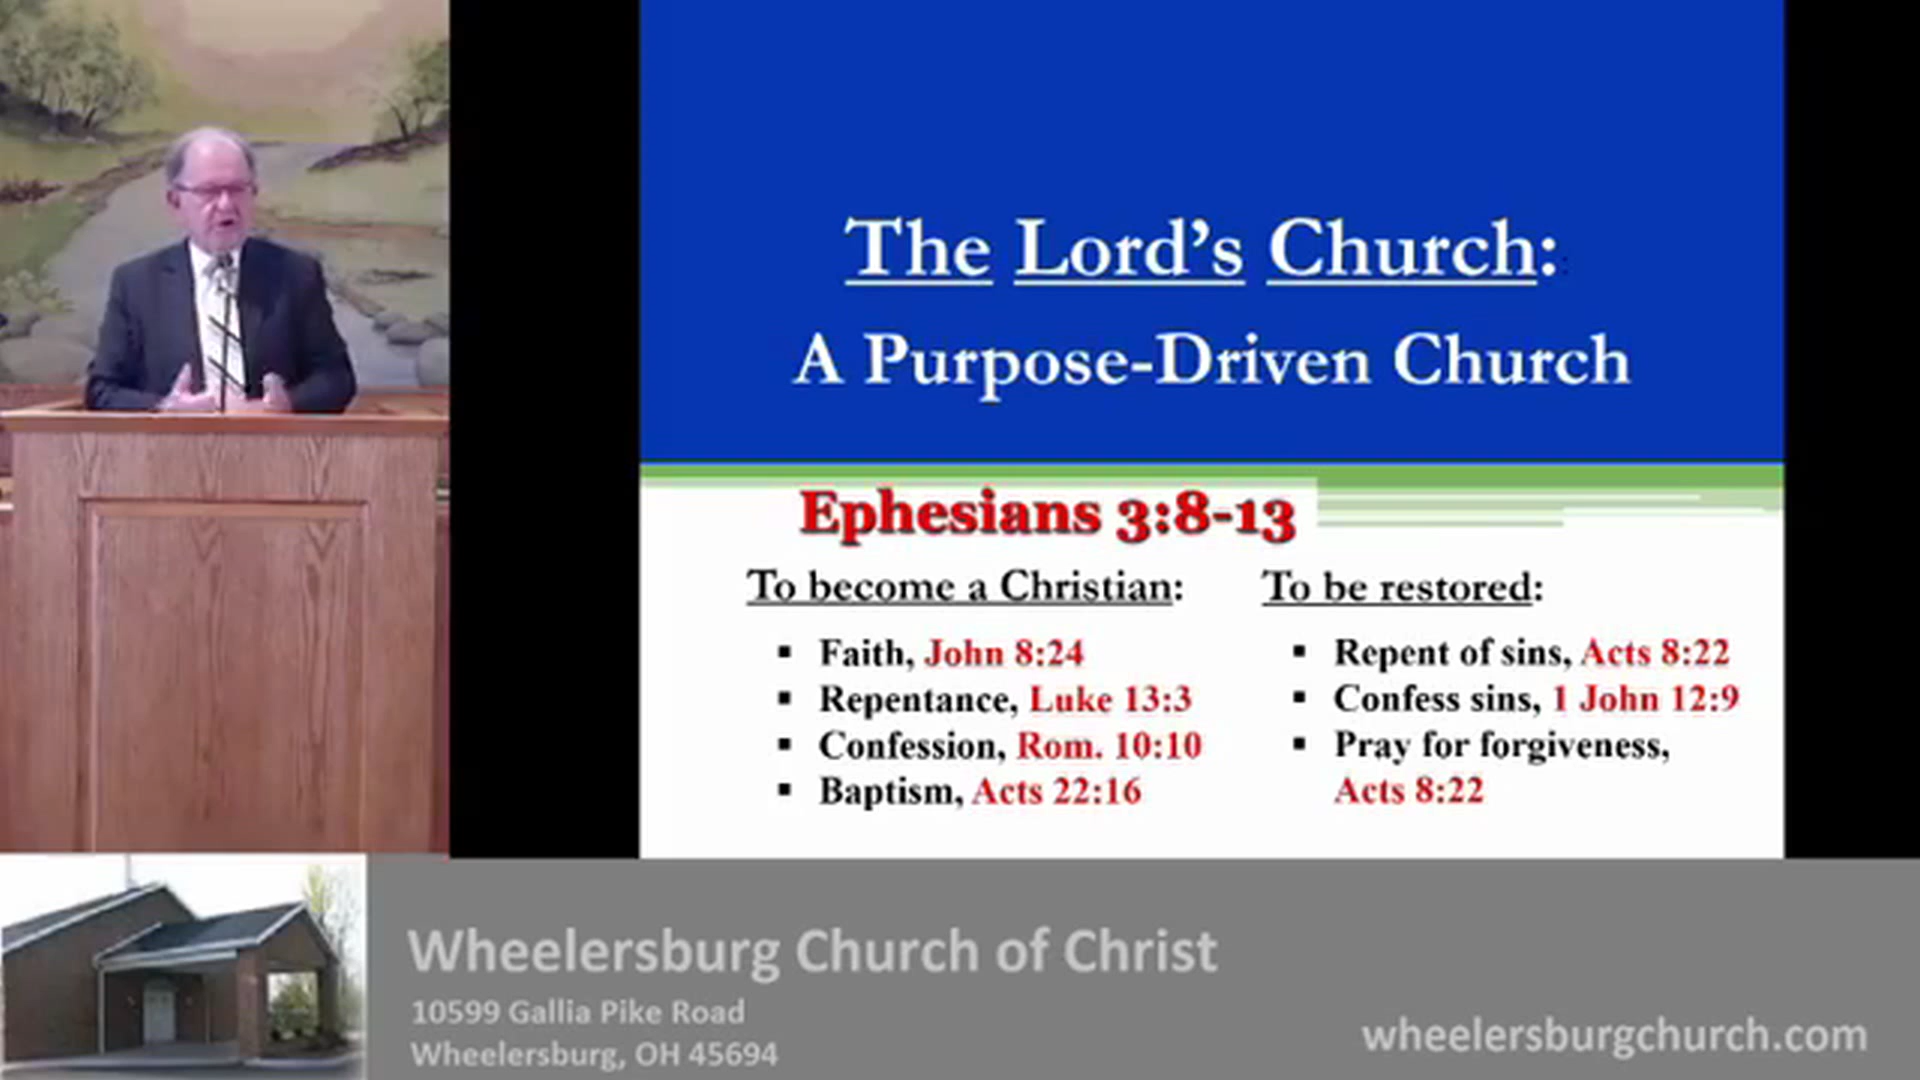 The Lord's Church:
A Purpose-Driven Church
Ephesians 3:8-13
To become a Christian:
▪ Faith, John 8:24
▪ Repentance, Luke 13:3
▪ Confession, Rom. 10:10
▪ Baptism, Acts 22:16
To be restored:
▪ Repent of sins, Acts 8:22
▪ Confess sins, 1 John 12:9
▪ Pray for forgiveness,
Acts 8:22
Wheelersburg Church of Christ
10599 Gallia Pike Road
Wheelersburg, OH 45694
wheelersburgchurch.com